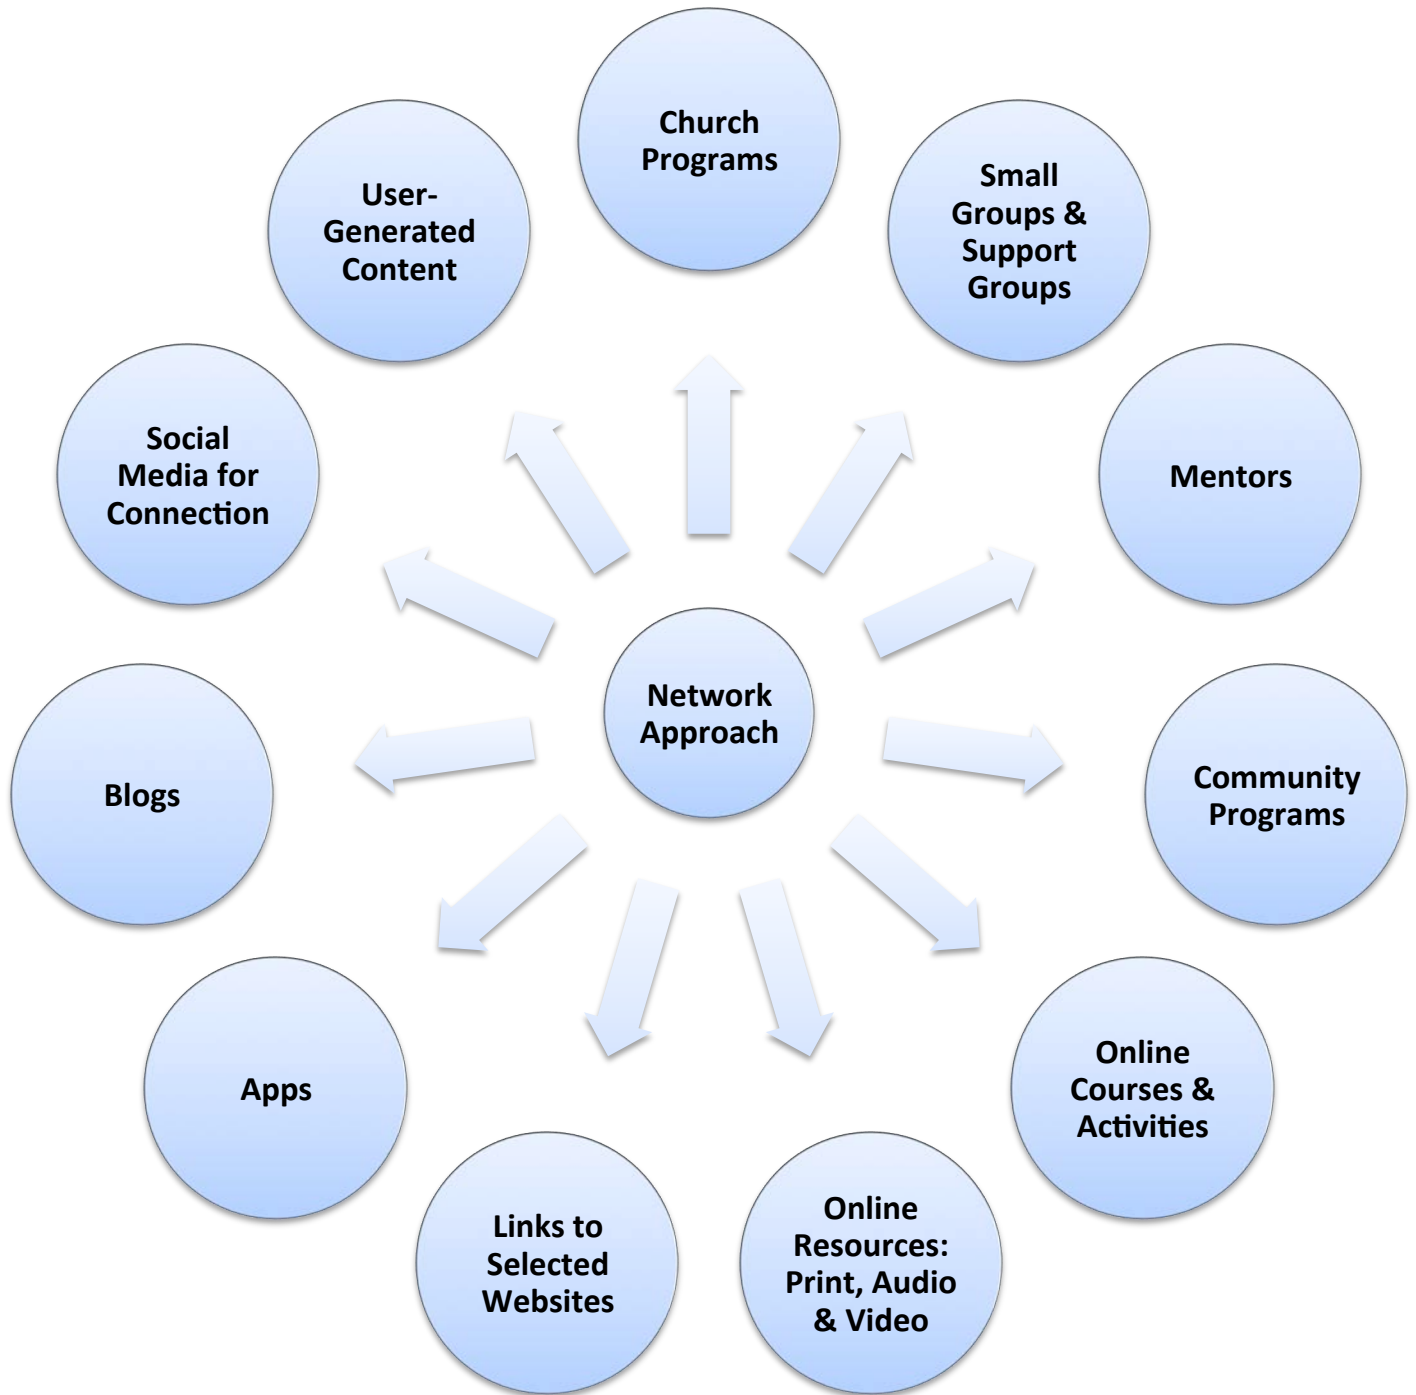 Church
Programs
Small
Groups &
Support
Groups
Mentors
Community
Programs
Online
Courses &
Activities
Online
Resources:
Print, Audio
& Video
Links to
Selected
Websites
Apps
Blogs
Social
Media for
Connection
User-
Generated
Content
Network
Approach